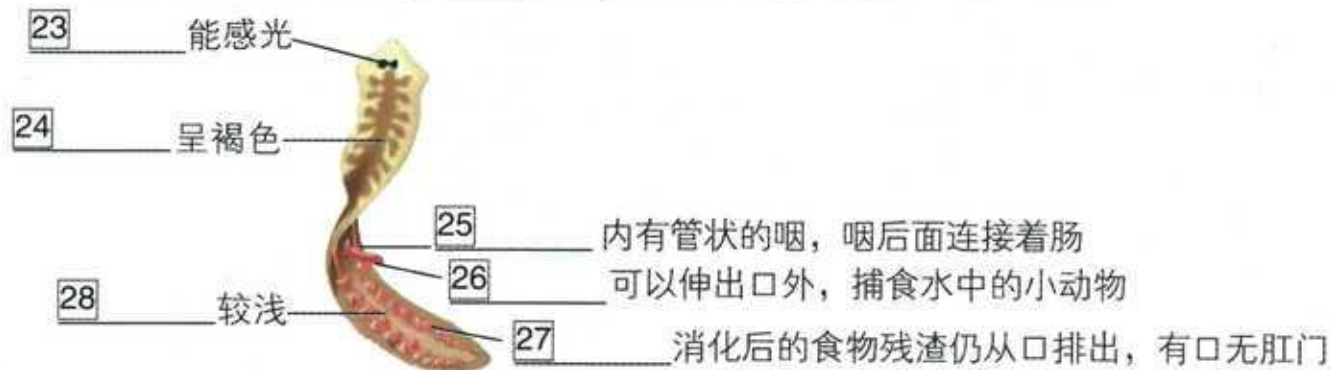 23 能感光
24 呈褐色
25 内有管状的咽，咽后面连接着肠
26 可以伸出口外，捕食水中的小动物
28 较浅
27 消化后的食物残渣仍从口排出，有口无肛门